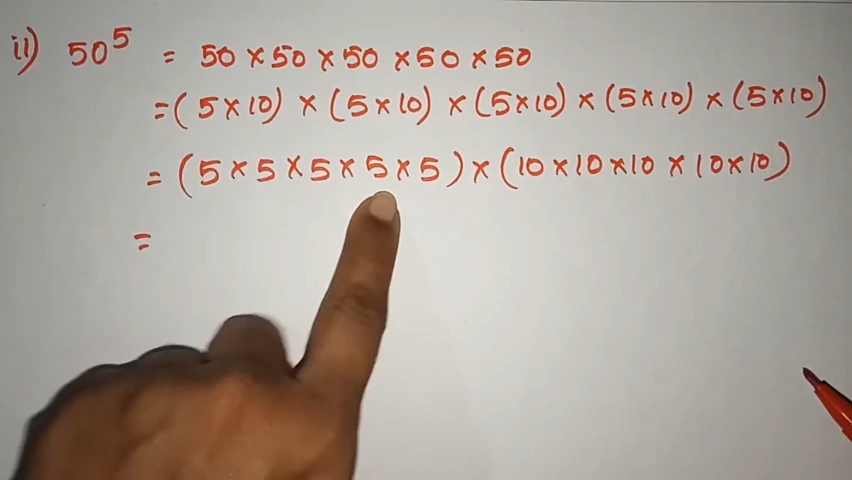 ii) 50⁵ = 50 × 50 × 50 × 50 × 50
= ( 5 × 10) × (5 × 10) × (5 × 10) × (5 × 10) × (5 × 10)
= (5 × 5 × 5 × 5 × 5) × (10 × 10 × 10 × 10 × 10)
=